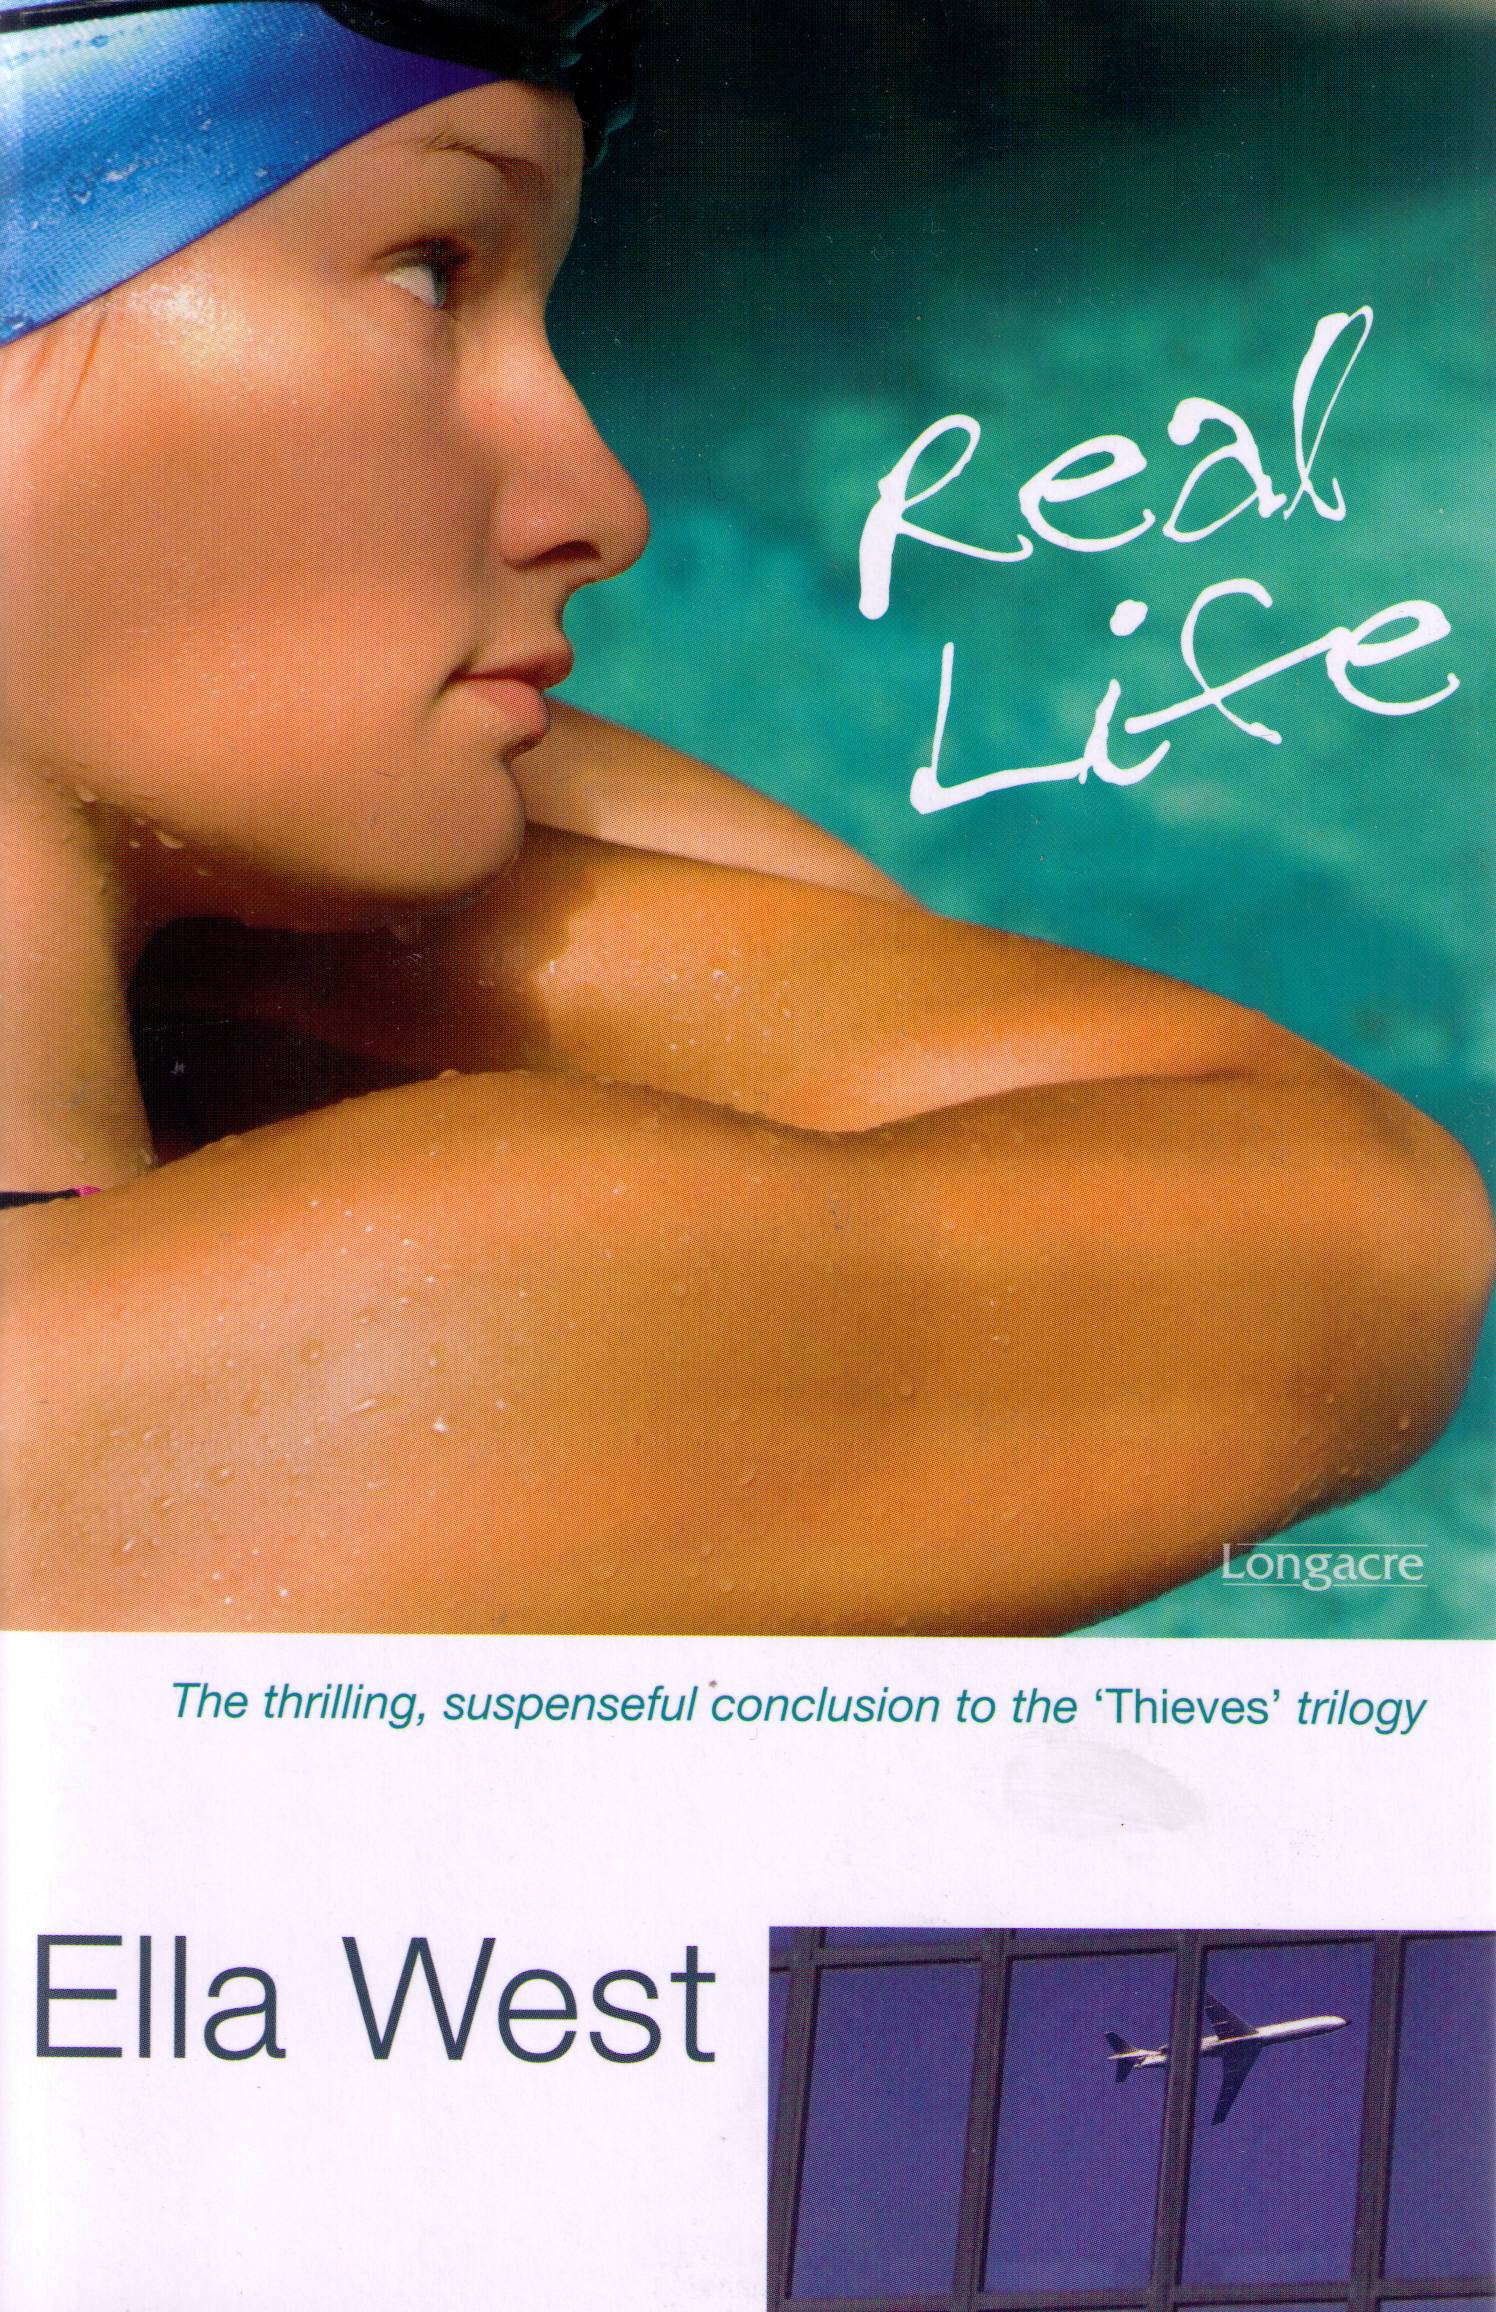 Real
Life
Longacre
The thrilling, suspenseful conclusion to the ‘Thieves’ trilogy
Ella West